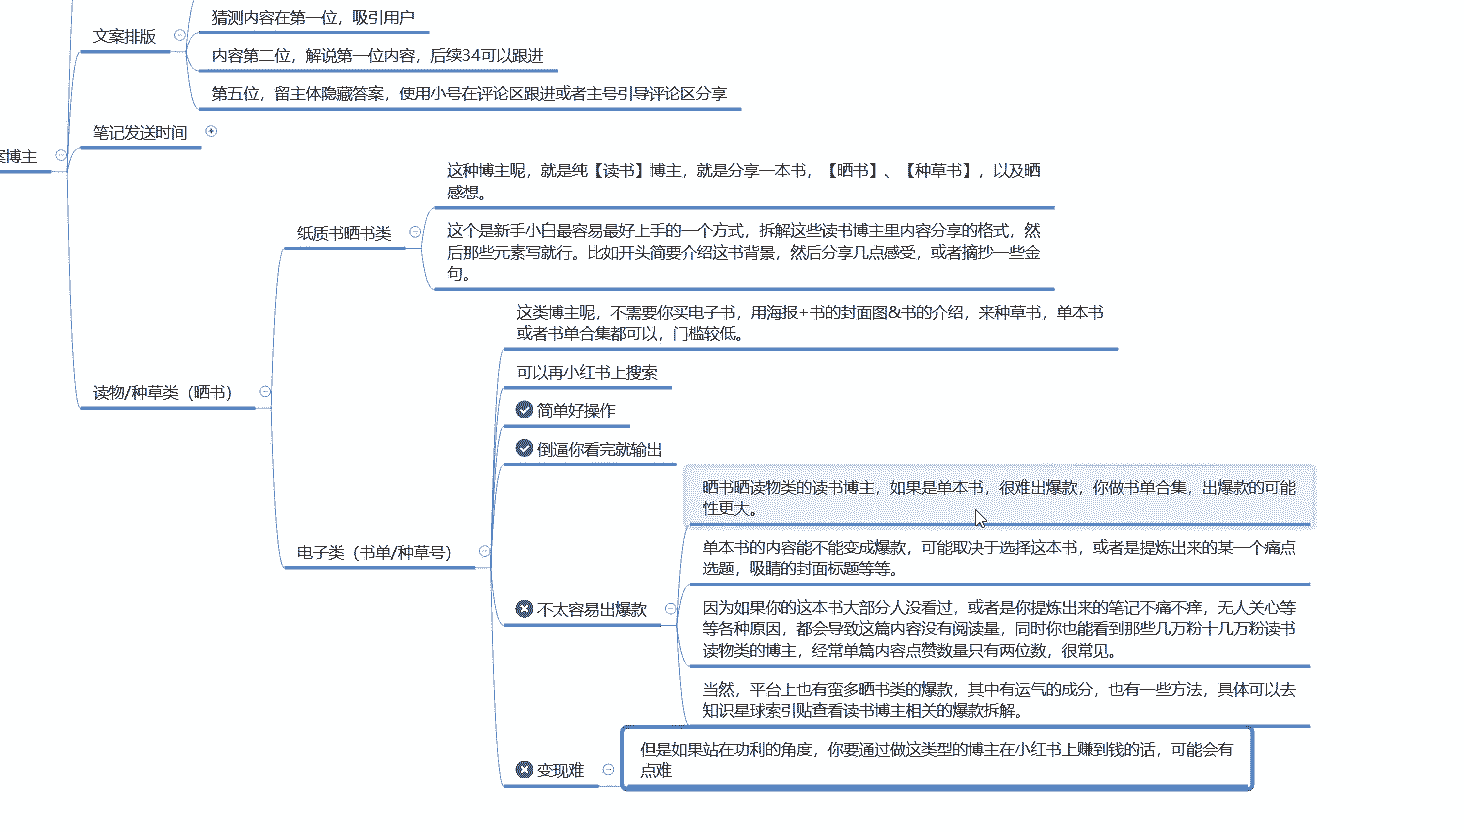 猜测内容在第一位，吸引用户
文案排版
内容第二位，解说第一位内容，后续34可以跟进
第五位，留主体隐藏答案，使用小号在评论区跟进或者主号引导评论区分享
笔记发送时间
案博主
这种博主呢，就是纯【读书】博主，就是分享一本书，【晒书】、【种草书】，以及晒
感想。
纸质书晒书类
这个是新手小白最容易最好上手的一个方式，拆解这些读书博主里内容分享的格式，然
后那些元素写就行。比如开头简要介绍这书背景，然后分享几点感受，或者摘抄一些金
句。
这类博主呢，不需要你买电子书，用海报+书的封面图&书的介绍，来种草书，单本书
或者书单合集都可以，门槛较低。
可以再小红书上搜索
读物/种草类（晒书）
简单好操作
倒逼你看完就输出
晒书晒读物类的读书博主，如果是单本书，很难出爆款，你做书单合集，出爆款的可能
性更大。
电子类（书单/种草号）
单本书的内容能不能变成爆款，可能取决于选择这本书，或者是提炼出来的某一个痛点
选题，吸睛的封面标题等等。
不太容易出爆款
因为如果你的这本书大部分人没看过，或者是你提炼出来的笔记不痛不痒，无人关心等
等各种原因，都会导致这篇内容没有阅读量，同时你也能看到那些几万粉十几万粉读书
读物类的博主，经常单篇内容点赞数量只有两位数，很常见。
当然，平台上也有蛮多晒书类的爆款，其中有运气的成分，也有一些方法，具体可以去
知识星球索引贴查看读书博主相关的爆款拆解。
变现难
但是如果站在功利的角度，你要通过做这类型的博主在小红书上赚到钱的话，可能会有
点难